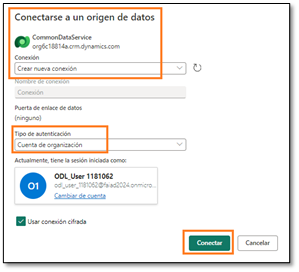 Conectarse a un origen de datos
CommonDataService
org6c18814a.crm.dynamics.com
Conexión
Crear nueva conexión
Nombre de conexión
Conexión
Puerta de enlace de datos
(ninguno)
Tipo de autenticación
Cuenta de organización
Actualmente, tiene la sesión iniciada como:
O1
ODL_User 1181062
odl_user_1181062@faiad2024.onmicro...
Cambiar de cuenta
Usar conexión cifrada
Conectar
Cancelar